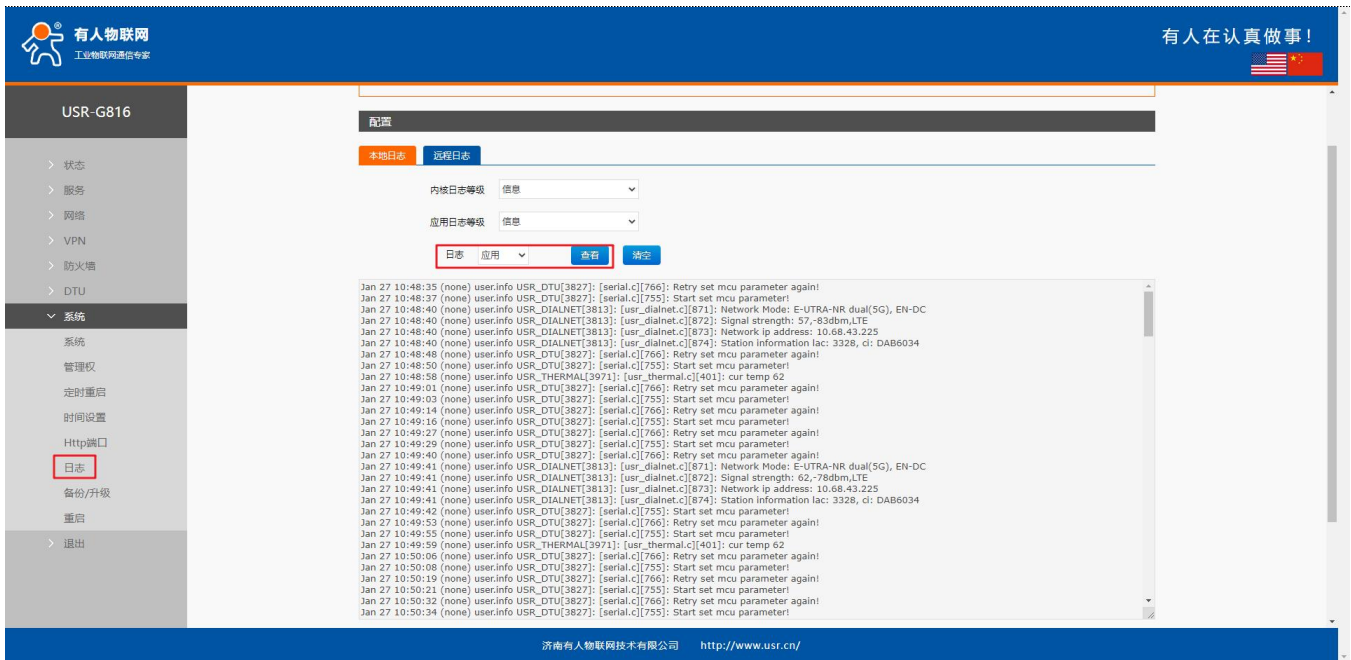 有人物联网
工业物联网通信专家
有人在认真做事！
USR-G816
状态
服务
网络
VPN
防火墙
DTU
系统
系统
管理权
定时重启
时间设置
Http端口
日志
备份/升级
重启
退出
配置
本地日志 远程日志
内核日志等级 信息
应用日志等级 信息
日志 应用 查看 清空
Jan 27 10:48:35 (none) user.info USR_DTU[3827]: [serial.c][766]: Retry set mcu parameter again!
Jan 27 10:48:37 (none) user.info USR_DTU[3827]: [serial.c][755]: Start set mcu parameter!
Jan 27 10:48:40 (none) user.info USR_DIALNET[3813]: [usr_dialnet.c][871]: Network Mode: E-UTRA-NR dual(5G), EN-DC
Jan 27 10:48:40 (none) user.info USR_DIALNET[3813]: [usr_dialnet.c][872]: Signal strength: 57,-83dbm,LTE
Jan 27 10:48:40 (none) user.info USR_DIALNET[3813]: [usr_dialnet.c][873]: Network ip address: 10.68.43.225
Jan 27 10:48:40 (none) user.info USR_DIALNET[3813]: [usr_dialnet.c][874]: Station information lac: 3328, ci: DAB6034
Jan 27 10:48:48 (none) user.info USR_DTU[3827]: [serial.c][766]: Retry set mcu parameter again!
Jan 27 10:48:50 (none) user.info USR_DTU[3827]: [serial.c][755]: Start set mcu parameter!
Jan 27 10:48:58 (none) user.info USR_THERMAL[3971]: [usr_thermal.c][401]: cur temp 62
Jan 27 10:49:01 (none) user.info USR_DTU[3827]: [serial.c][766]: Retry set mcu parameter again!
Jan 27 10:49:03 (none) user.info USR_DTU[3827]: [serial.c][755]: Start set mcu parameter!
Jan 27 10:49:14 (none) user.info USR_DTU[3827]: [serial.c][766]: Retry set mcu parameter again!
Jan 27 10:49:16 (none) user.info USR_DTU[3827]: [serial.c][755]: Start set mcu parameter!
Jan 27 10:49:27 (none) user.info USR_DTU[3827]: [serial.c][766]: Retry set mcu parameter again!
Jan 27 10:49:29 (none) user.info USR_DTU[3827]: [serial.c][755]: Start set mcu parameter!
Jan 27 10:49:40 (none) user.info USR_DTU[3827]: [serial.c][766]: Retry set mcu parameter again!
Jan 27 10:49:41 (none) user.info USR_DIALNET[3813]: [usr_dialnet.c][871]: Network Mode: E-UTRA-NR dual(5G), EN-DC
Jan 27 10:49:41 (none) user.info USR_DIALNET[3813]: [usr_dialnet.c][872]: Signal strength: 62,-78dbm,LTE
Jan 27 10:49:41 (none) user.info USR_DIALNET[3813]: [usr_dialnet.c][873]: Network ip address: 10.68.43.225
Jan 27 10:49:41 (none) user.info USR_DIALNET[3813]: [usr_dialnet.c][874]: Station information lac: 3328, ci: DAB6034
Jan 27 10:49:42 (none) user.info USR_DTU[3827]: [serial.c][755]: Start set mcu parameter!
Jan 27 10:49:53 (none) user.info USR_DTU[3827]: [serial.c][766]: Retry set mcu parameter again!
Jan 27 10:49:55 (none) user.info USR_DTU[3827]: [serial.c][755]: Start set mcu parameter!
Jan 27 10:49:59 (none) user.info USR_THERMAL[3971]: [usr_thermal.c][401]: cur temp 62
Jan 27 10:50:06 (none) user.info USR_DTU[3827]: [serial.c][766]: Retry set mcu parameter again!
Jan 27 10:50:08 (none) user.info USR_DTU[3827]: [serial.c][755]: Start set mcu parameter!
Jan 27 10:50:19 (none) user.info USR_DTU[3827]: [serial.c][766]: Retry set mcu parameter again!
Jan 27 10:50:21 (none) user.info USR_DTU[3827]: [serial.c][755]: Start set mcu parameter!
Jan 27 10:50:32 (none) user.info USR_DTU[3827]: [serial.c][766]: Retry set mcu parameter again!
Jan 27 10:50:34 (none) user.info USR_DTU[3827]: [serial.c][755]: Start set mcu parameter!
济南有人物联网技术有限公司 http://www.usr.cn/